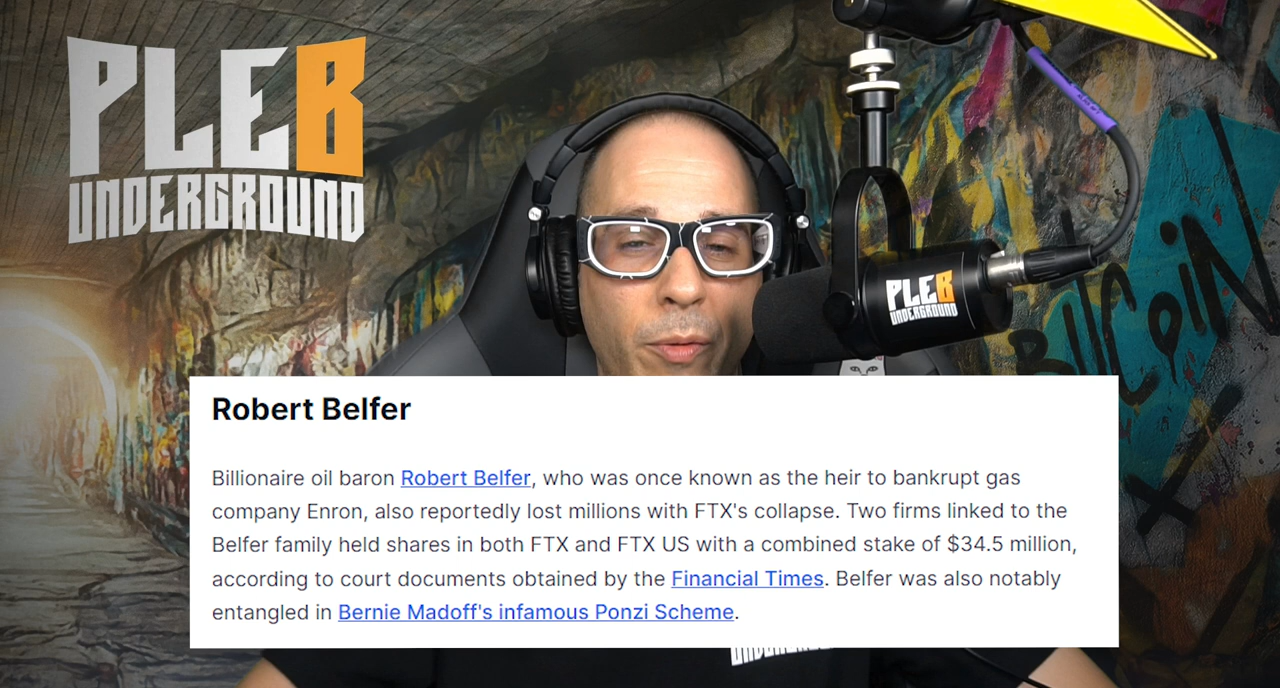 PLEB
UNDERGROUND
PLEB
UNDERGROUND
BITCOIN
Robert Belfer
Billionaire oil baron Robert Belfer, who was once known as the heir to bankrupt gas
company Enron, also reportedly lost millions with FTX's collapse. Two firms linked to the
Belfer family held shares in both FTX and FTX US with a combined stake of $34.5 million,
according to court documents obtained by the Financial Times. Belfer was also notably
entangled in Bernie Madoff's infamous Ponzi Scheme.